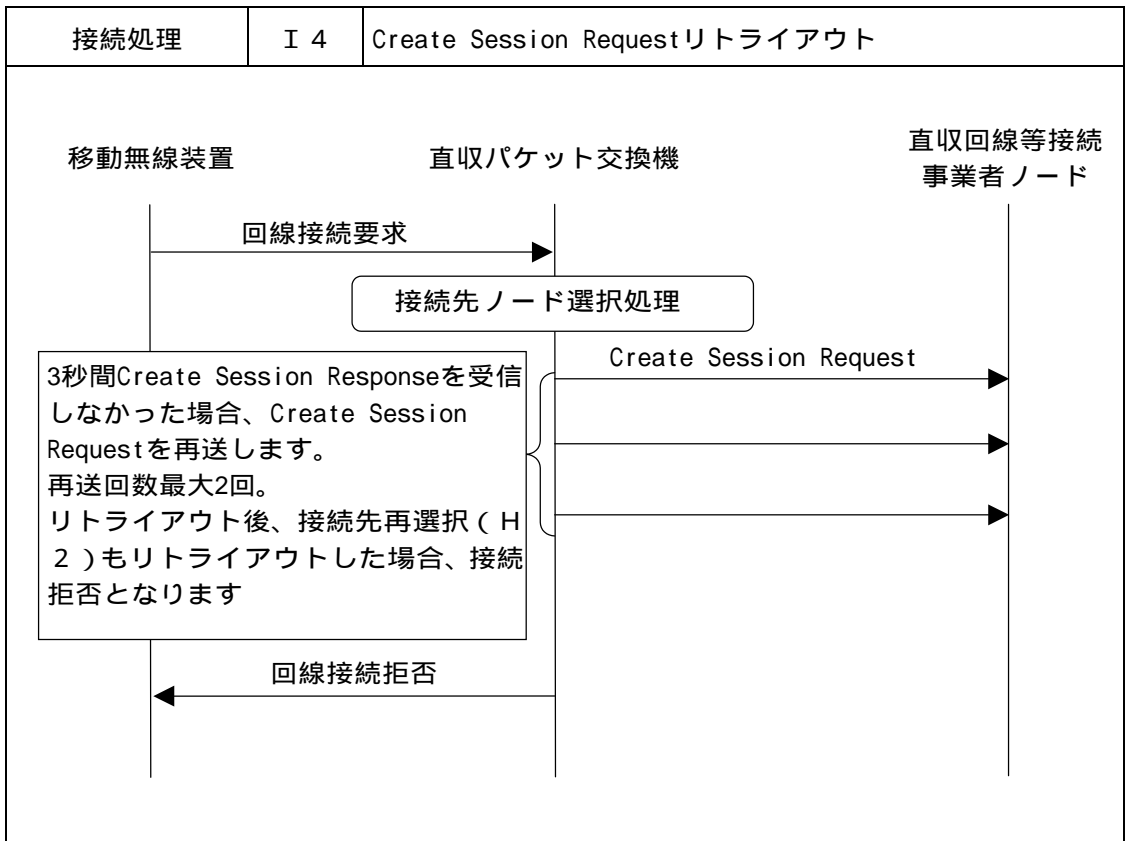 接続処理
Ｉ４
Create Session Requestリトライアウト
移動無線装置
直収パケット交換機
直収回線等接続
事業者ノード
回線接続要求
接続先ノード選択処理
Create Session Request
3秒間Create Session Responseを受信
しなかった場合、Create Session
Requestを再送します。
再送回数最大2回。
リトライアウト後、接続先再選択（Ｈ
２）もリトライアウトした場合、接続
拒否となります
回線接続拒否